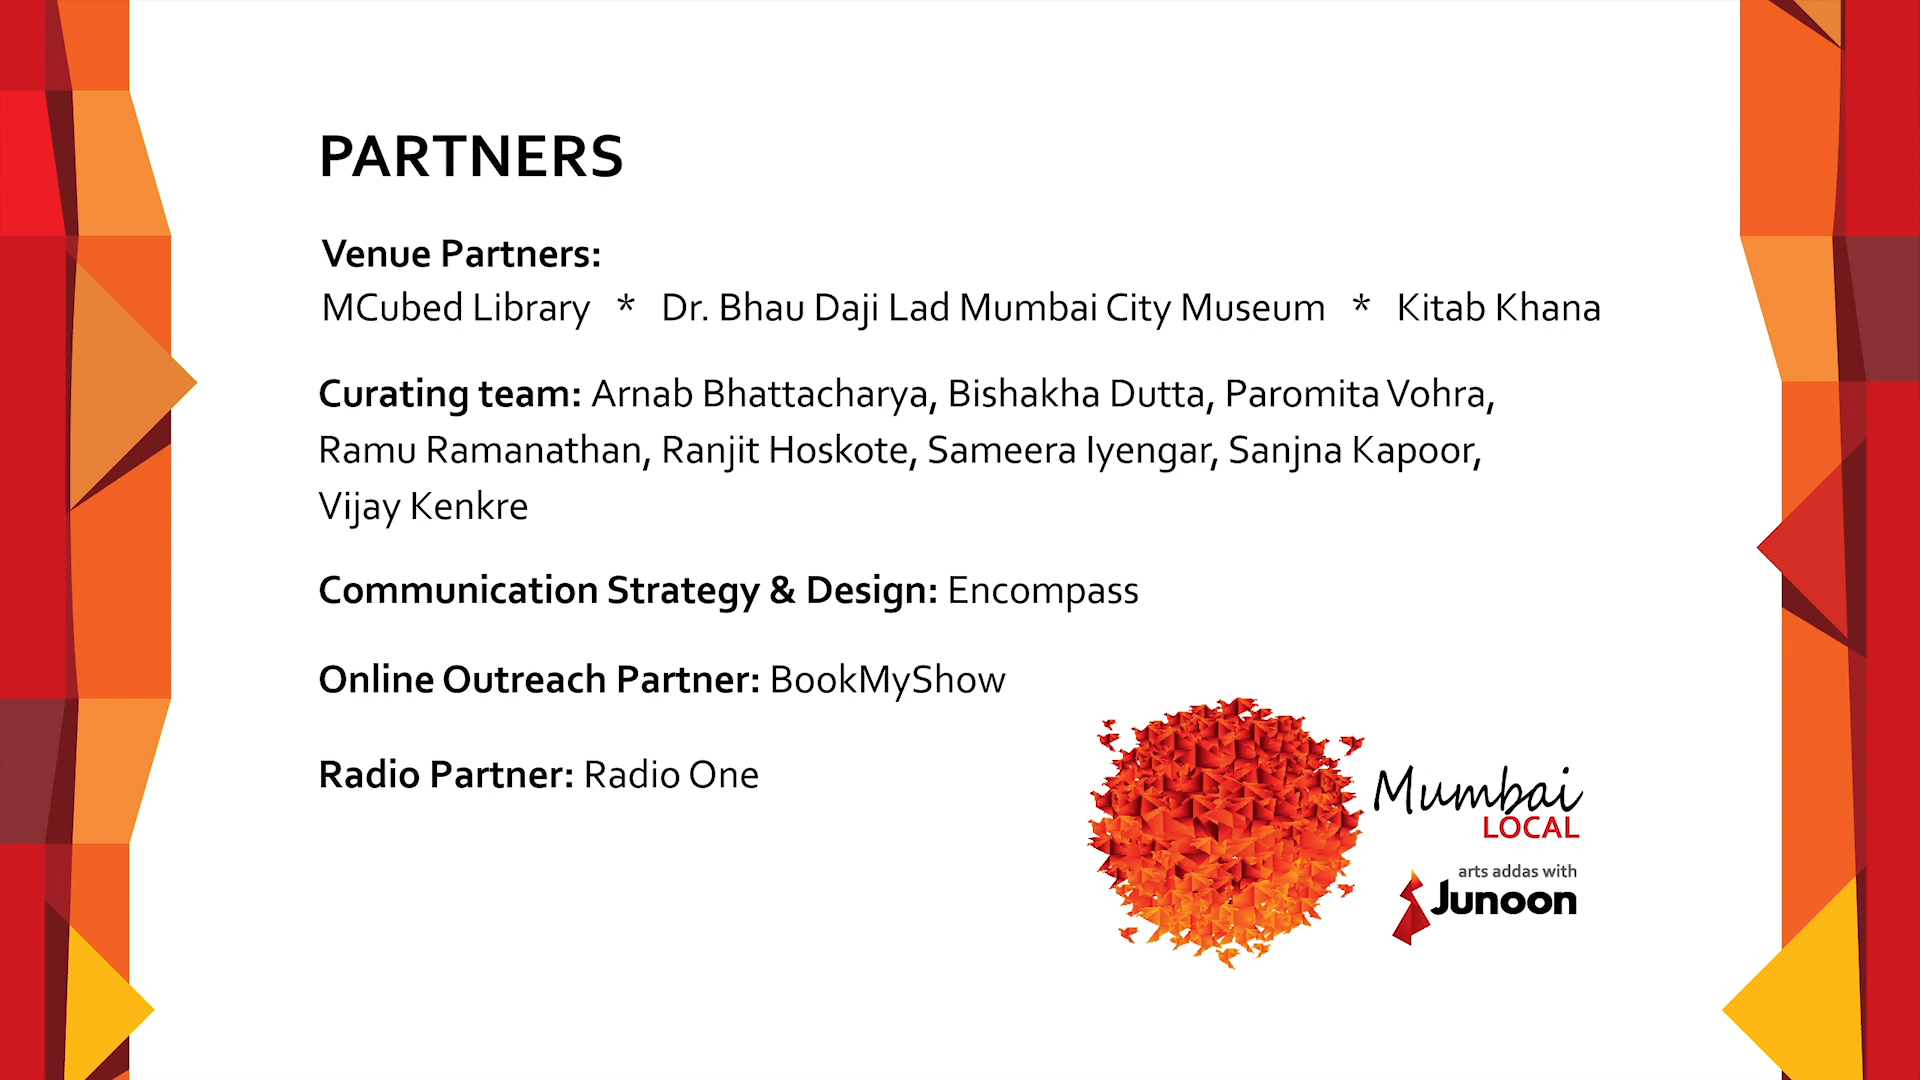 PARTNERS
Venue Partners:
MCubed Library * Dr. Bhau Daji Lad Mumbai City Museum * Kitab Khana
Curating team: Arnab Bhattacharya, Bishakha Dutta, Paromita Vohra,
Ramu Ramanathan, Ranjit Hoskote, Sameera Iyengar, Sanjna Kapoor,
Vijay Kenkre
Communication Strategy & Design: Encompass
Online Outreach Partner: BookMyShow
Radio Partner: Radio One
Mumbai
LOCAL
arts addas with
Junoon